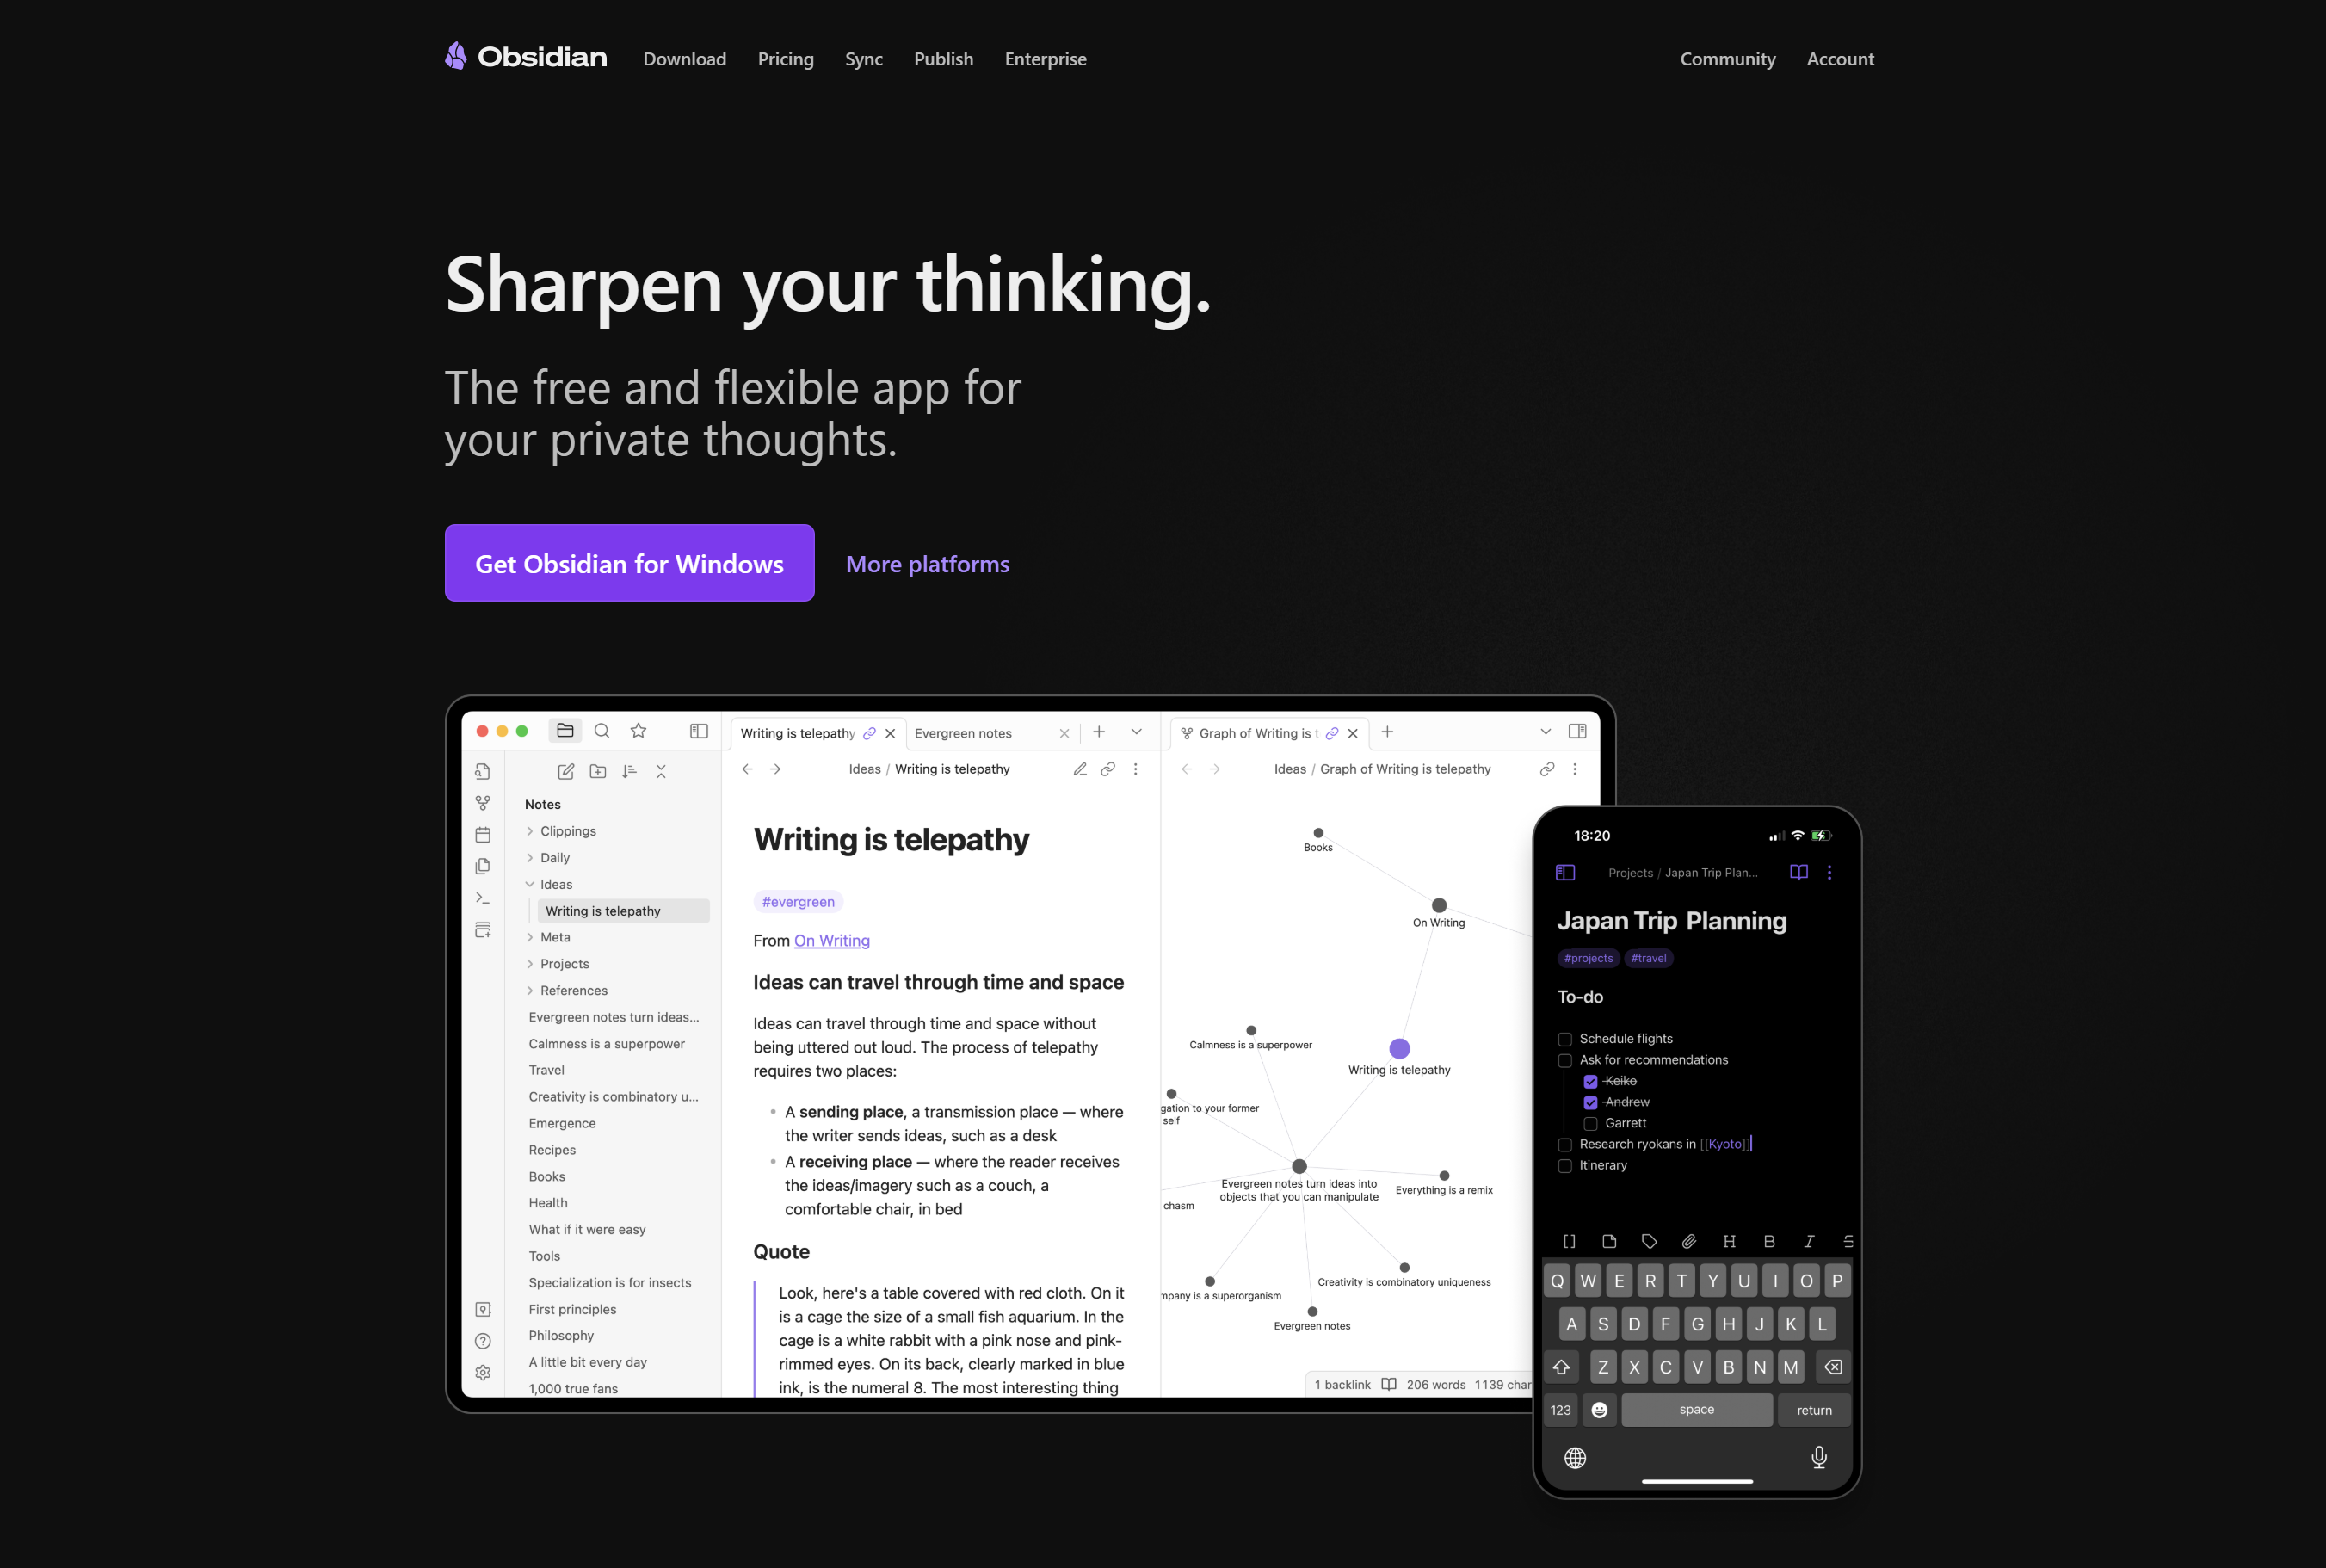 Obsidian
Download
Pricing
Sync
Publish
Enterprise
Community
Account
Sharpen your thinking.
The free and flexible app for
your private thoughts.
Get Obsidian for Windows
More platforms
Writing is telepathy
Evergreen notes
Graph of Writing is t
Notes
Clippings
Daily
Ideas
Writing is telepathy
Meta
Projects
References
Evergreen notes turn ideas...
Calmness is a superpower
Travel
Creativity is combinatory u...
Emergence
Recipes
Books
Health
What if it were easy
Tools
Specialization is for insects
First principles
Philosophy
A little bit every day
1,000 true fans
Ideas / Writing is telepathy
Writing is telepathy
#evergreen
From On Writing
Ideas can travel through time and space
Ideas can travel through time and space without
being uttered out loud. The process of telepathy
requires two places:
• A sending place, a transmission place — where
the writer sends ideas, such as a desk
• A receiving place — where the reader receives
the ideas/imagery such as a couch, a
comfortable chair, in bed
Quote
Look, here's a table covered with red cloth. On it
is a cage the size of a small fish aquarium. In the
cage is a white rabbit with a pink nose and pink-
rimmed eyes. On its back, clearly marked in blue
ink, is the numeral 8. The most interesting thing
Ideas / Graph of Writing is telepathy
Books
On Writing
Calmness is a superpower
Writing is telepathy
gation to your former
self
Evergreen notes turn ideas into
objects that you can manipulate
Everything is a remix
chasm
Creativity is combinatory uniqueness
mpany is a superorganism
Evergreen notes
1 backlink
206 words
1139 char
18:20
Projects / Japan Trip Plan...
Japan Trip Planning
#projects #travel
To-do
Schedule flights
Ask for recommendations
Keiko
Andrew
Garrett
Research ryokans in [[Kyoto]]
Itinerary
H B I S
Q W E R T Y U I O P
A S D F G H J K L
Z X C V B N M
123
space
return